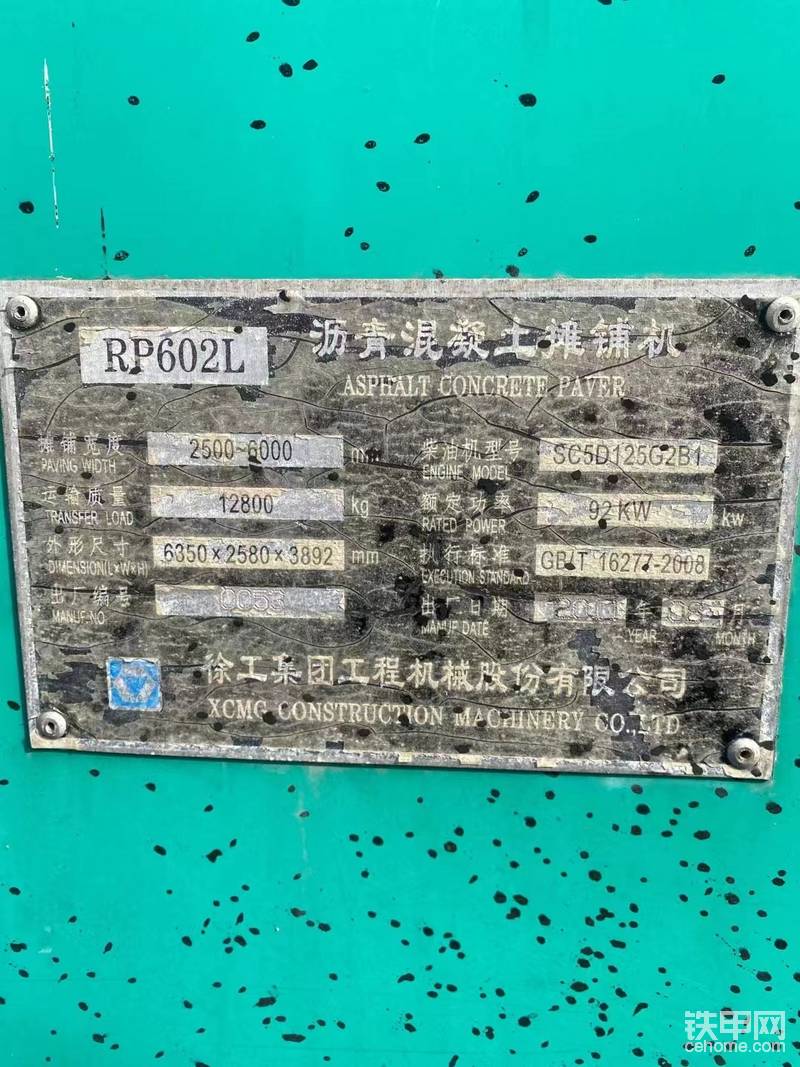 RP602L 沥青混凝土摊铺机
ASPHALT CONCRETE PAVER
摊铺宽度 2500~6000 mm 柴油机型号 SC5D125G2B1
PAVING WIDTH ENGINE MODEL
运输质量 12800 kg 额定功率 92KW kw
TRANSFER LOAD RATED POWER
外形尺寸 6350×2580×3892 mm 执行标准 GB/T 16277-2008
DIMENSION(L×W×H) EXECUTION STANDARD
出厂编号 0053 出厂日期 年 月
MANUF·NO MANUF DATE YEAR MONTH
徐工集团工程机械股份有限公司
XCMG CONSTRUCTION MACHINERY CO.,LTD.
铁甲网
cehome.com